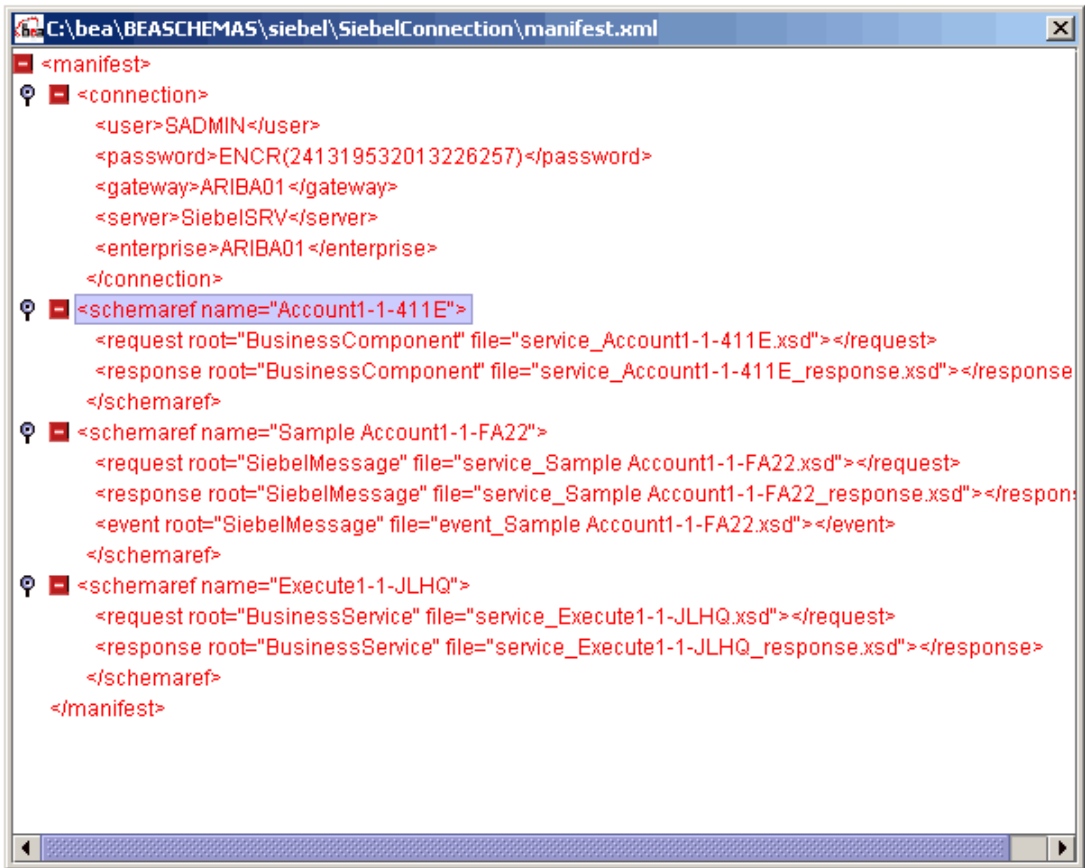 bea C:\bea\BEASCHEMAS\siebel\SiebelConnection\manifest.xml
<manifest>
<connection>
<user>SADMIN</user>
<password>ENCR(241319532013226257)</password>
<gateway>ARIBA01</gateway>
<server>SiebelSRV</server>
<enterprise>ARIBA01</enterprise>
</connection>
<schemaref name="Account1-1-411E">
<request root="BusinessComponent" file="service_Account1-1-411E.xsd"></request>
<response root="BusinessComponent" file="service_Account1-1-411E_response.xsd"></response
</schemaref>
<schemaref name="Sample Account1-1-FA22">
<request root="SiebelMessage" file="service_Sample Account1-1-FA22.xsd"></request>
<response root="SiebelMessage" file="service_Sample Account1-1-FA22_response.xsd"></respon
<event root="SiebelMessage" file="event_Sample Account1-1-FA22.xsd"></event>
</schemaref>
<schemaref name="Execute1-1-JLHQ">
<request root="BusinessService" file="service_Execute1-1-JLHQ.xsd"></request>
<response root="BusinessService" file="service_Execute1-1-JLHQ_response.xsd"></response>
</schemaref>
</manifest>